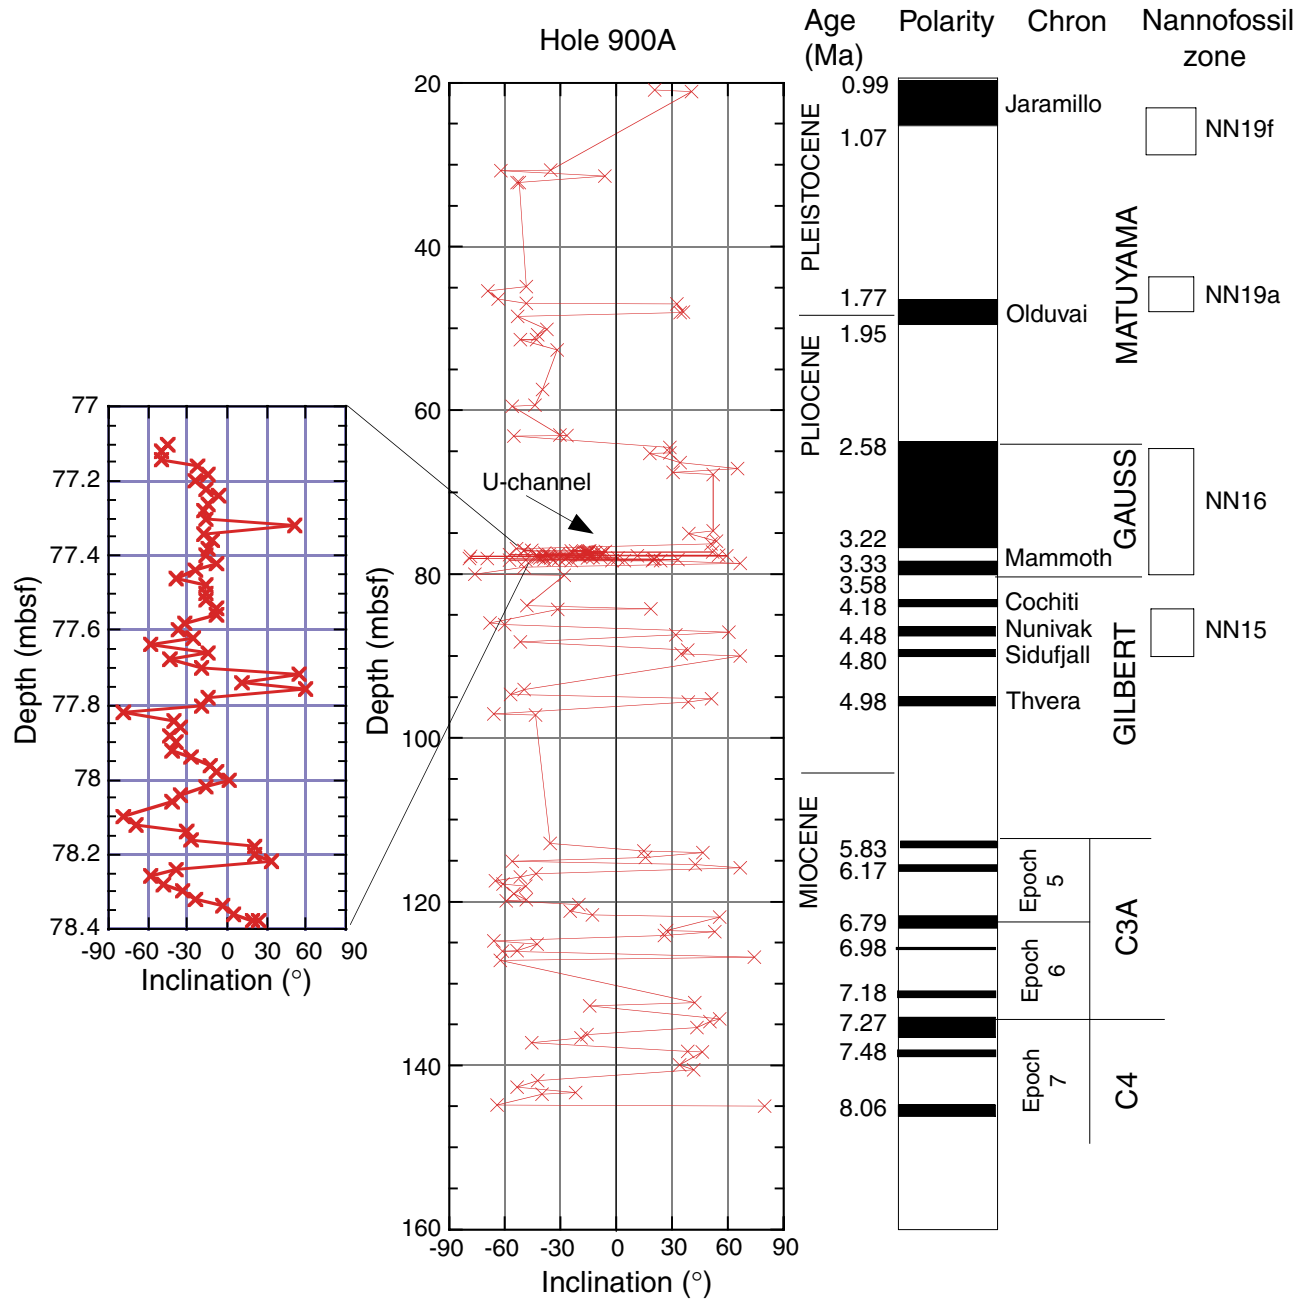 Hole 900A
Age
(Ma)
Polarity
Chron
Nannofossil
zone
20
40
60
80
100
120
140
160
-90
-60
-30
0
30
60
90
Inclination (°)
Depth (mbsf)
U-channel
77
77.2
77.4
77.6
77.8
78
78.2
78.4
-90
-60
-30
0
30
60
90
Inclination (°)
Depth (mbsf)
PLEISTOCENE
PLIOCENE
MIOCENE
0.99
1.07
1.77
1.95
2.58
3.22
3.33
3.58
4.18
4.48
4.80
4.98
5.83
6.17
6.79
6.98
7.18
7.27
7.48
8.06
Jaramillo
Olduvai
Mammoth
Cochiti
Nunivak
Sidufjall
Thvera
Epoch
5
Epoch
6
Epoch
7
MATUYAMA
GAUSS
GILBERT
C3A
C4
NN19f
NN19a
NN16
NN15